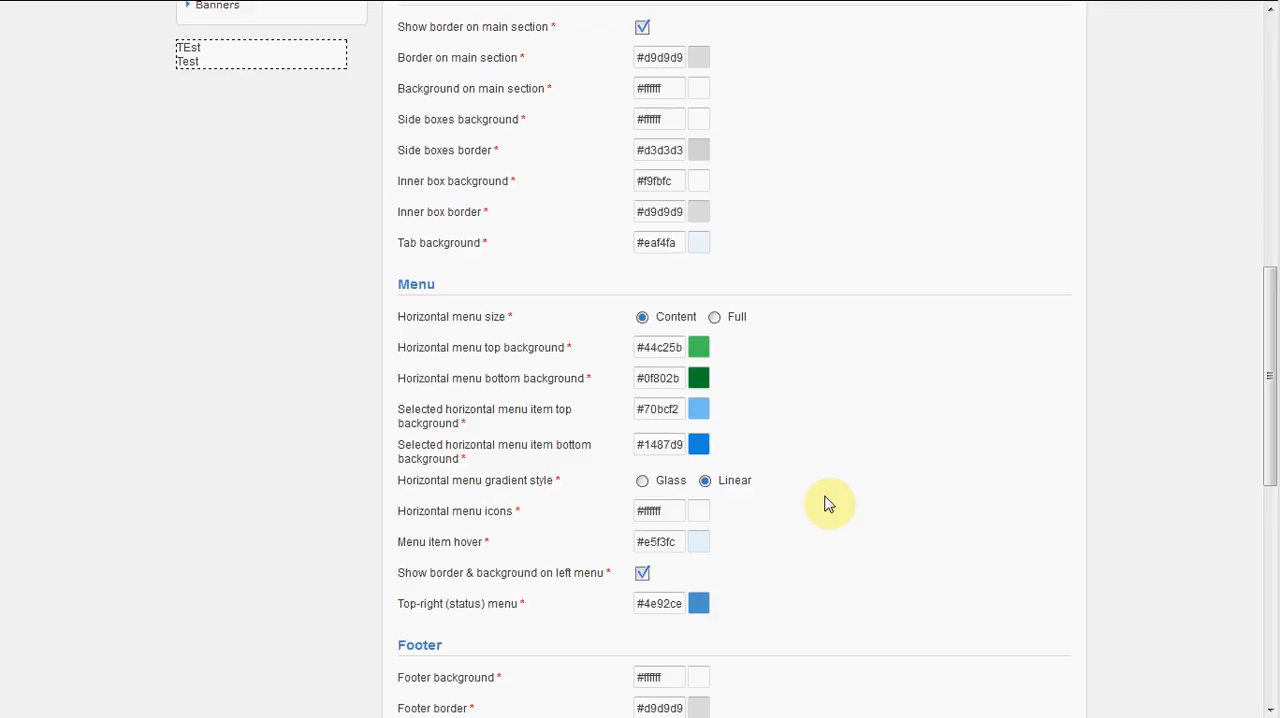 Banners
TEst
Test
Show border on main section *
Border on main section * #d9d9d9
Background on main section * #ffffff
Side boxes background * #ffffff
Side boxes border * #d3d3d3
Inner box background * #f9fbfc
Inner box border * #d9d9d9
Tab background * #eaf4fa
Menu
Horizontal menu size * Content Full
Horizontal menu top background * #44c25b
Horizontal menu bottom background * #0f802b
Selected horizontal menu item top
background * #70bcf2
Selected horizontal menu item bottom
background * #1487d9
Horizontal menu gradient style * Glass Linear
Horizontal menu icons * #ffffff
Menu item hover * #e5f3fc
Show border & background on left menu *
Top-right (status) menu * #4e92ce
Footer
Footer background * #ffffff
Footer border * #d9d9d9